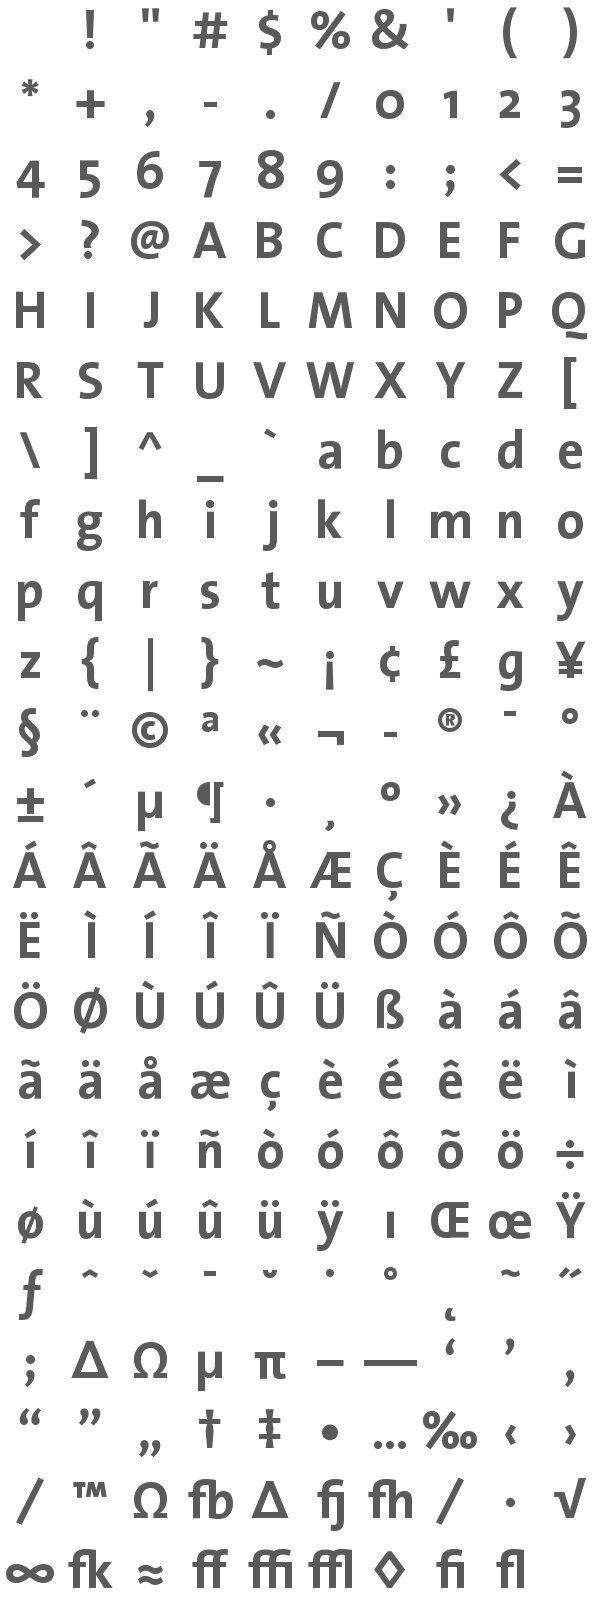 ! " # $ % & ' ( )
* + , - . / 0 1 2 3
4 5 6 7 8 9 : ; < =
> ? @ A B C D E F G
H I J K L M N O P Q
R S T U V W X Y Z [
\ ] ^ _ ` a b c d e
f g h i j k l m n o
p q r s t u v w x y
z { | } ~ ¡ ¢ £ g ¥
§ ¨ © ª « ¬ - ® ¯ °
± ´ µ ¶ · ¸ º » ¿ À
Á Â Ã Ä Å Æ Ç È É Ê
Ë Ì Í Î Ï Ñ Ò Ó Ô Õ
Ö Ø Ù Ú Û Ü ß à á â
ã ä å æ ç è é ê ë ì
í î ï ñ ò ó ô õ ö ÷
ø ù ú û ü ÿ ı Œ œ Ÿ
ƒ ˆ ˇ ˉ ˘ ˙ ˚ ˛ ˜ ˝
; Δ Ω μ π – — ‘ ’ ‚
“ ” „ † ‡ • … ‰ ‹ ›
⁄ ™ Ω fb ∆ fj fh ∕ ∙ √
∞ fk ≈ ff ffi ffl ◊ fi fl